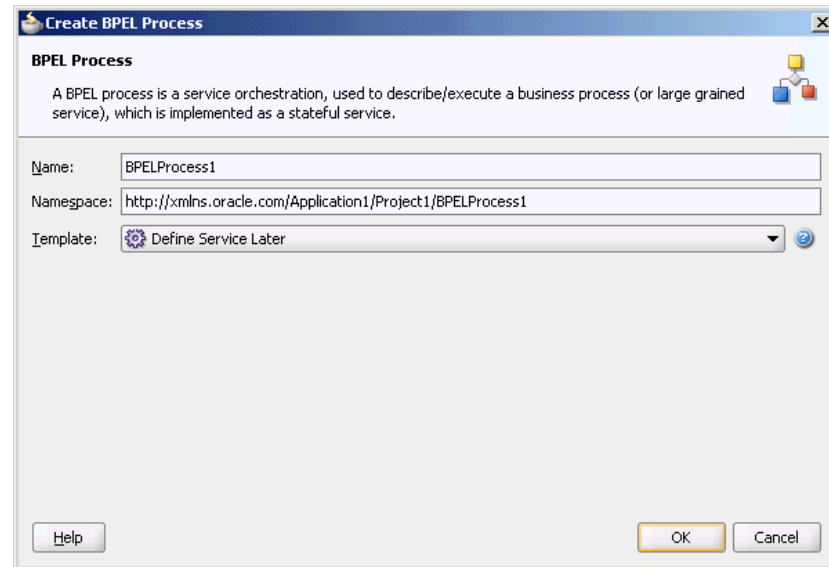 Create BPEL Process
BPEL Process
A BPEL process is a service orchestration, used to describe/execute a business process (or large grained
service), which is implemented as a stateful service.
Name: BPELProcess1
Namespace: http://xmlns.oracle.com/Application1/Project1/BPELProcess1
Template: Define Service Later
Help OK Cancel